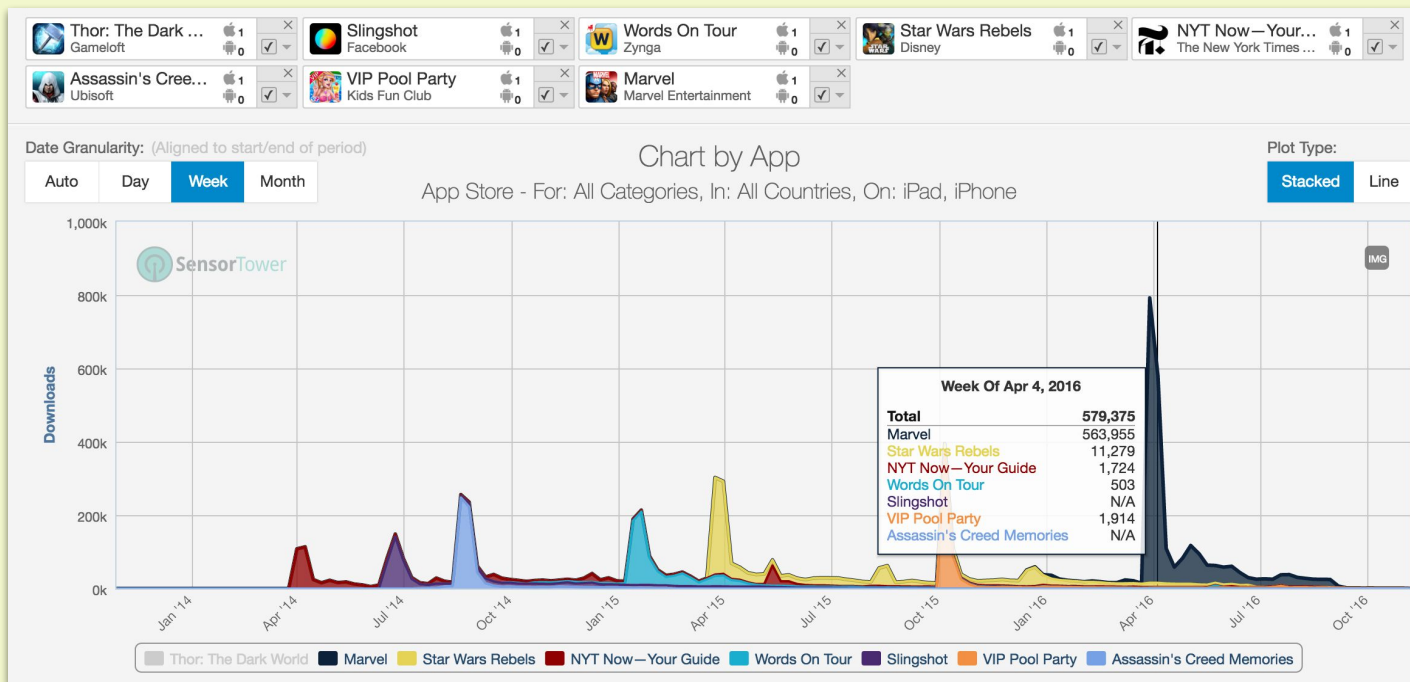 Thor: The Dark ... 1
Gameloft 0
Slingshot 1
Facebook 0
Words On Tour 1
Zynga 0
Star Wars Rebels 1
Disney 0
NYT Now—Your... 1
The New York Times ... 0
Assassin's Cree... 1
Ubisoft 0
VIP Pool Party 1
Kids Fun Club 0
Marvel 1
Marvel Entertainment 0
Date Granularity: (Aligned to start/end of period)
Auto Day Week Month
Chart by App
App Store - For: All Categories, In: All Countries, On: iPad, iPhone
Plot Type:
Stacked Line
SensorTower
IMG
Downloads
1,000k
800k
600k
400k
200k
0k
Week Of Apr 4, 2016
Total 579,375
Marvel 563,955
Star Wars Rebels 11,279
NYT Now—Your Guide 1,724
Words On Tour 503
Slingshot N/A
VIP Pool Party 1,914
Assassin's Creed Memories N/A
Jan '14 Apr '14 Jul '14 Oct '14 Jan '15 Apr '15 Jul '15 Oct '15 Jan '16 Apr '16 Jul '16 Oct '16
Thor: The Dark World Marvel Star Wars Rebels NYT Now—Your Guide Words On Tour Slingshot VIP Pool Party Assassin's Creed Memories